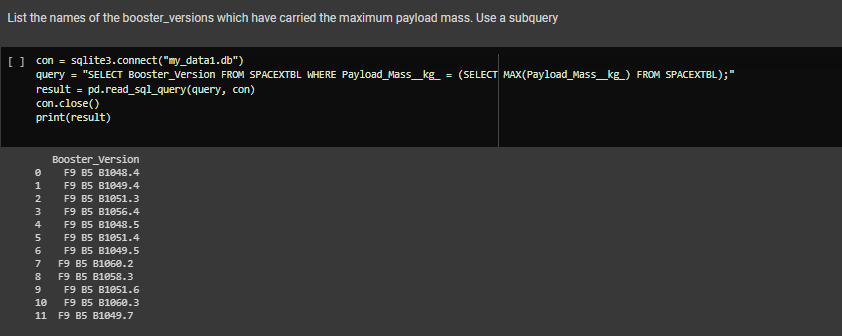 List the names of the booster_versions which have carried the maximum payload mass. Use a subquery
[ ] con = sqlite3.connect("my_data1.db")
query = "SELECT Booster_Version FROM SPACEXTBL WHERE Payload_Mass__kg_ = (SELECT MAX(Payload_Mass__kg_) FROM SPACEXTBL);"
result = pd.read_sql_query(query, con)
con.close()
print(result)
Booster_Version
0 F9 B5 B1048.4
1 F9 B5 B1049.4
2 F9 B5 B1051.3
3 F9 B5 B1056.4
4 F9 B5 B1048.5
5 F9 B5 B1051.4
6 F9 B5 B1049.5
7 F9 B5 B1060.2
8 F9 B5 B1058.3
9 F9 B5 B1051.6
10 F9 B5 B1060.3
11 F9 B5 B1049.7